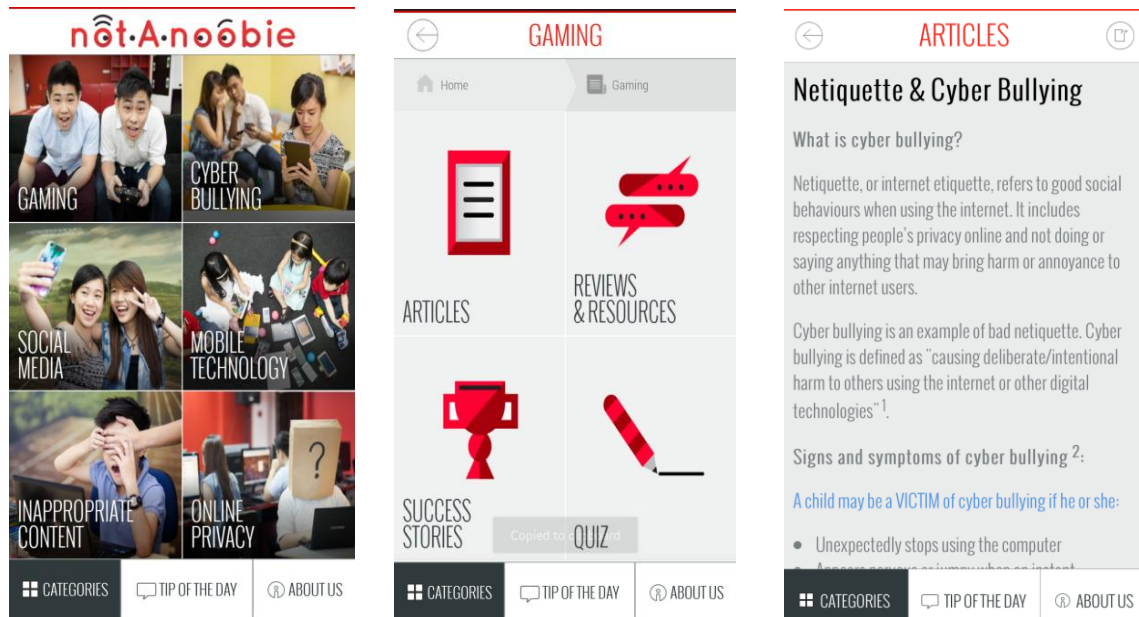 nôt·A·noóbie
GAMING
CYBER
BULLYING
SOCIAL
MEDIA
MOBILE
TECHNOLOGY
INAPPROPRIATE
CONTENT
ONLINE
PRIVACY
?
CATEGORIES
TIP OF THE DAY
ABOUT US
GAMING
Home
Gaming
ARTICLES
REVIEWS
& RESOURCES
SUCCESS
STORIES
QUIZ
CATEGORIES
TIP OF THE DAY
ABOUT US
ARTICLES
Netiquette & Cyber Bullying
What is cyber bullying?
Netiquette, or internet etiquette, refers to good social
behaviours when using the internet. It includes
respecting people's privacy online and not doing or
saying anything that may bring harm or annoyance to
other internet users.
Cyber bullying is an example of bad netiquette. Cyber
bullying is defined as "causing deliberate/intentional
harm to others using the internet or other digital
technologies" 1.
Signs and symptoms of cyber bullying 2:
A child may be a VICTIM of cyber bullying if he or she:
• Unexpectedly stops using the computer
CATEGORIES
TIP OF THE DAY
ABOUT US